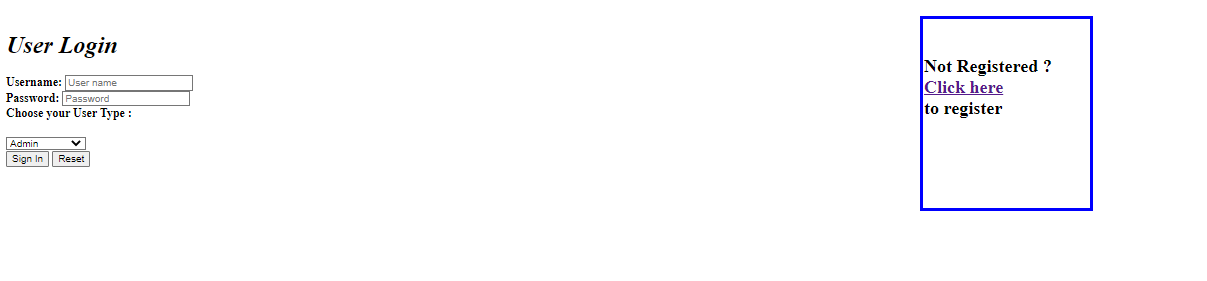 User Login
Username: User name
Password: Password
Choose your User Type :
Admin
Sign In Reset
Not Registered ?
Click here
to register